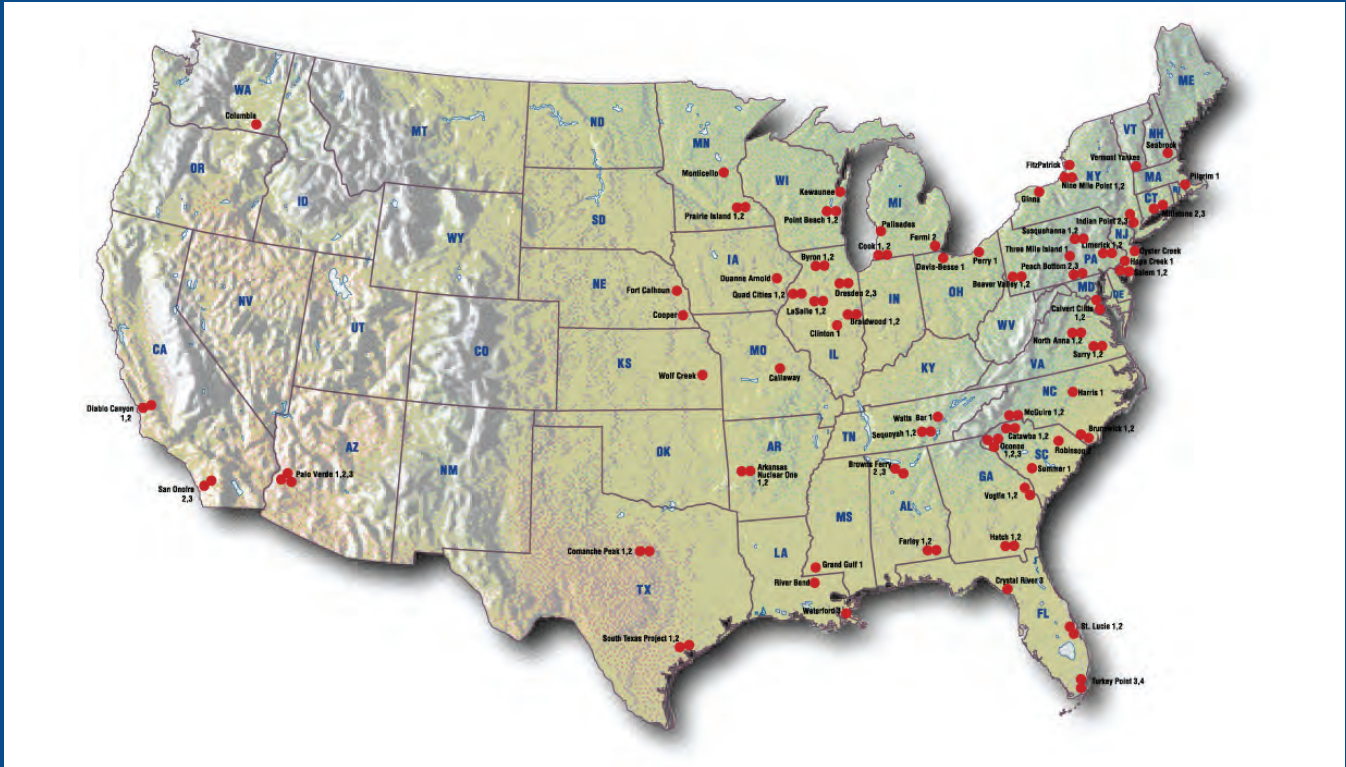 WA
Columbia
OR
ID
MT
ND
SD
WY
NE
NV
UT
CO
CA
KS
AZ
NM
OK
TX
MN
Monticello
Prairie Island 1,2
WI
Kewaunee
Point Beach 1,2
MI
Palisades
Fermi 2
Cook 1, 2
Davis-Besse 1
Perry 1
IA
Duanne Arnold
Fort Calhoun
Cooper
Byron 1,2
Quad Cities 1,2
Dresden 2,3
LaSalle 1,2
Braidwood 1,2
Clinton 1
IL
IN
OH
MO
Callaway
Wolf Creek
KY
WV
VA
ME
VT
NH
Seabrook
FitzPatrick
Vermont Yankee
NY
MA
Nine Mile Point 1,2
Pilgrim 1
Ginna
CT
RI
Millstone 2,3
Indian Point 2,3
Susquehanna 1,2
NJ
Limerick 1,2
Three Mile Island 1
Oyster Creek
PA
Hope Creek 1
Peach Bottom 2,3
Salem 1,2
Beaver Valley 1,2
MD
DE
Calvert Cliffs
1,2
North Anna 1,2
Surry 1,2
NC
Harris 1
McGuire 1,2
Watts Bar 1
Sequoyah 1,2
TN
Catawba 1,2
Brunswick 1,2
Oconee
1,2,3
Robinson
SC
Summer 1
Browns Ferry
2,3
GA
Vogtle 1,2
AR
Arkansas
Nuclear One
1,2
MS
AL
Farley 1,2
Hatch 1,2
LA
Grand Gulf 1
River Bend
Waterford 3
Crystal River 3
FL
St. Lucie 1,2
Turkey Point 3,4
Diablo Canyon
1,2
San Onofre
2,3
Palo Verde 1,2,3
Comanche Peak 1,2
South Texas Project 1,2